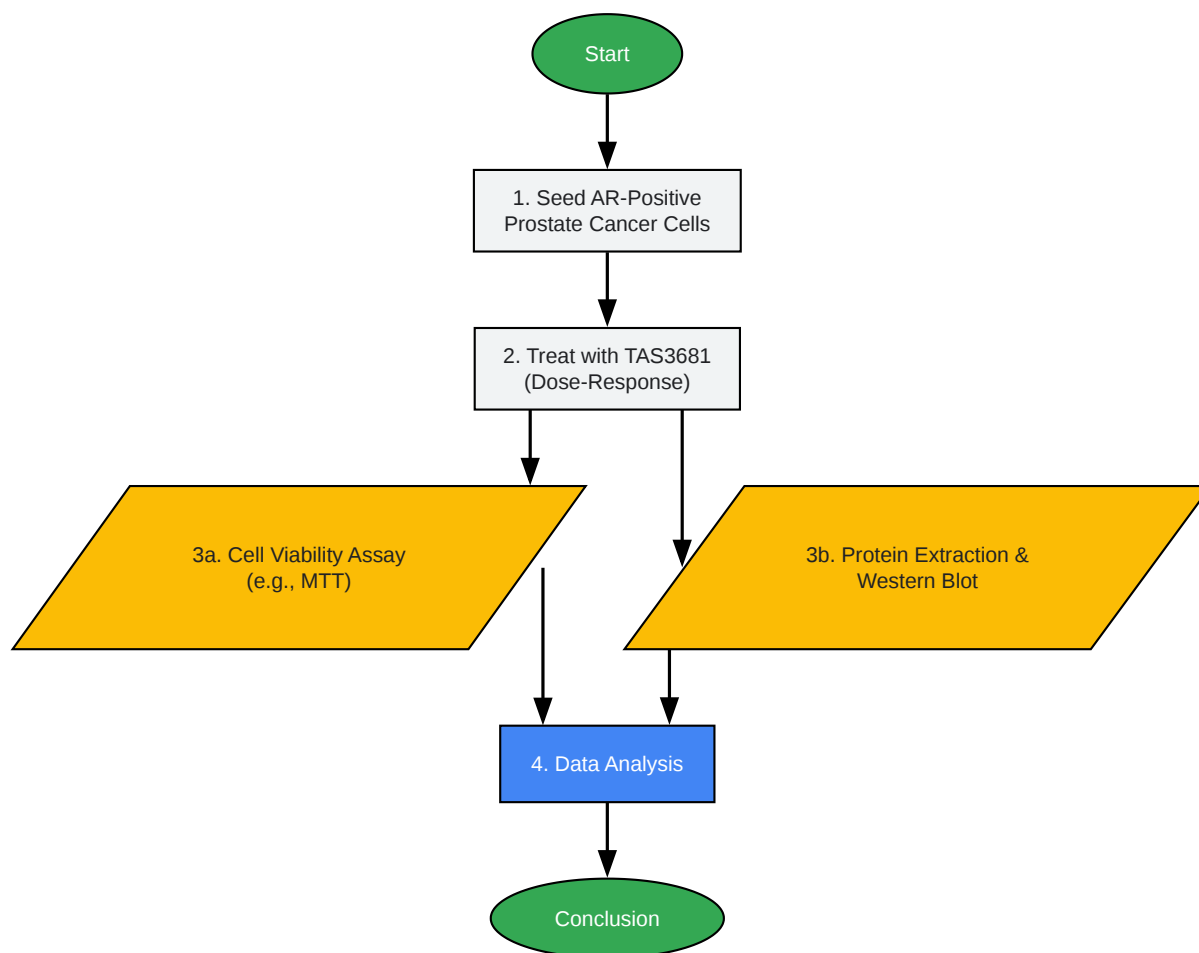 Start
1. Seed AR-Positive
Prostate Cancer Cells
2. Treat with TAS3681
(Dose-Response)
3a. Cell Viability Assay
(e.g., MTT)
3b. Protein Extraction &
Western Blot
4. Data Analysis
Conclusion